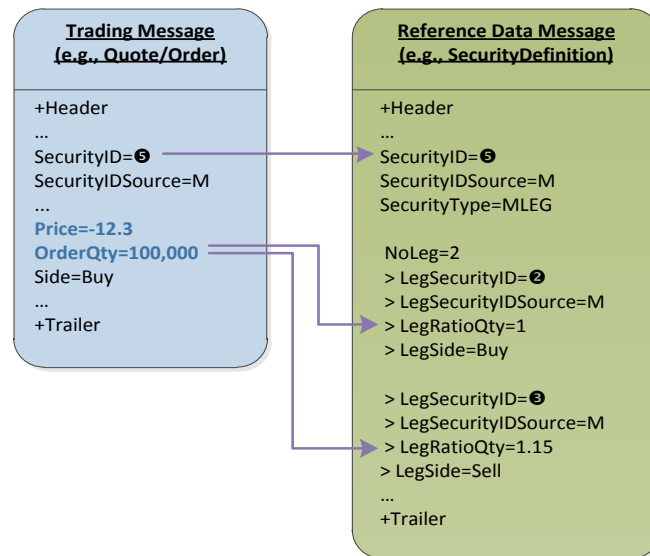 Trading Message
(e.g., Quote/Order)
+Header
...
SecurityID=❺
SecurityIDSource=M
...
Price=-12.3
OrderQty=100,000
Side=Buy
...
+Trailer
Reference Data Message
(e.g., SecurityDefinition)
+Header
...
SecurityID=❺
SecurityIDSource=M
SecurityType=MLEG
NoLeg=2
> LegSecurityID=❷
> LegSecurityIDSource=M
> LegRatioQty=1
> LegSide=Buy
> LegSecurityID=❸
> LegSecurityIDSource=M
> LegRatioQty=1.15
> LegSide=Sell
...
+Trailer